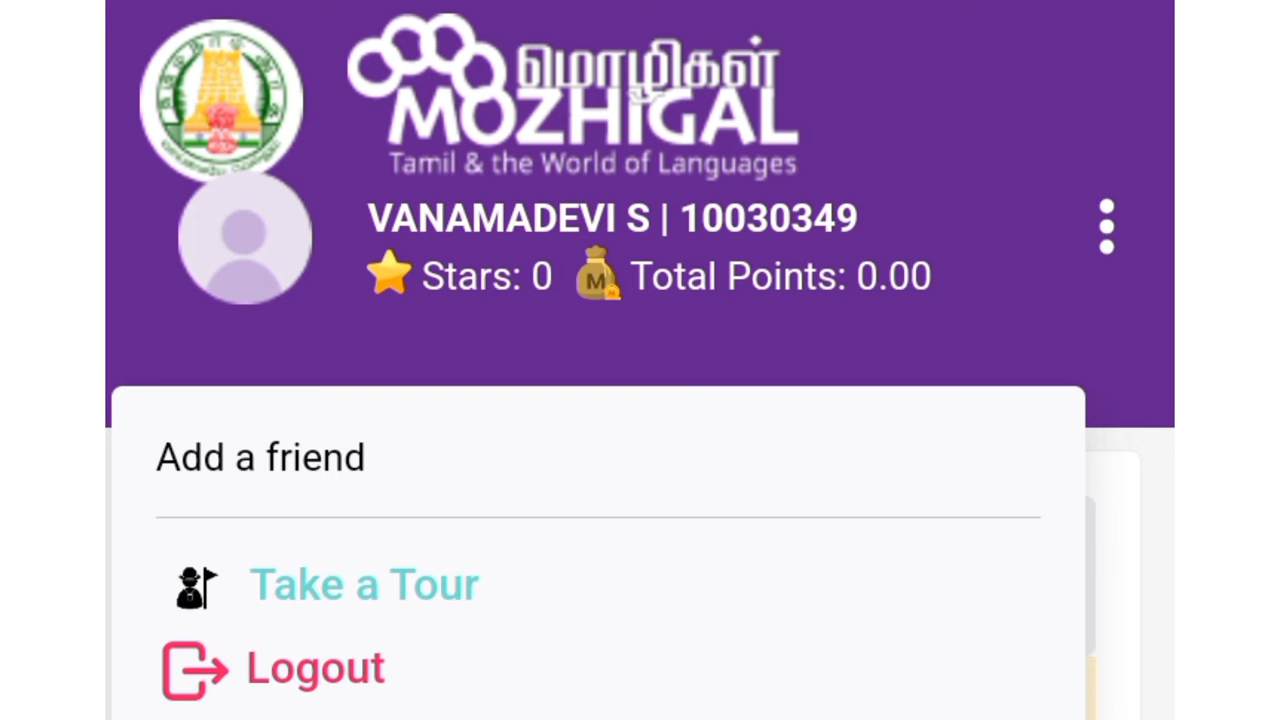 மொழிகள்
MOZHIGAL
Tamil & the World of Languages
VANAMADEVI S | 10030349
Stars: 0 M Total Points: 0.00
Add a friend
Take a Tour
Logout